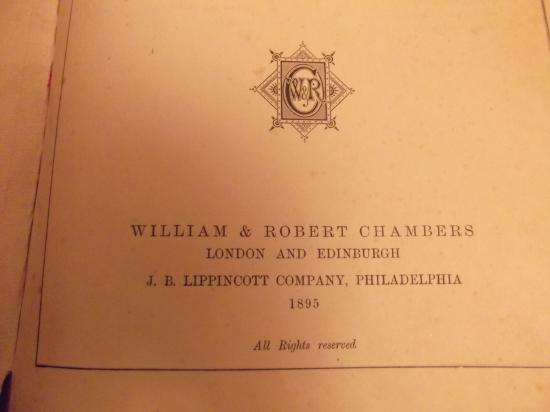 W & R C
WILLIAM & ROBERT CHAMBERS
LONDON AND EDINBURGH
J. B. LIPPINCOTT COMPANY, PHILADELPHIA
1895
All Rights reserved